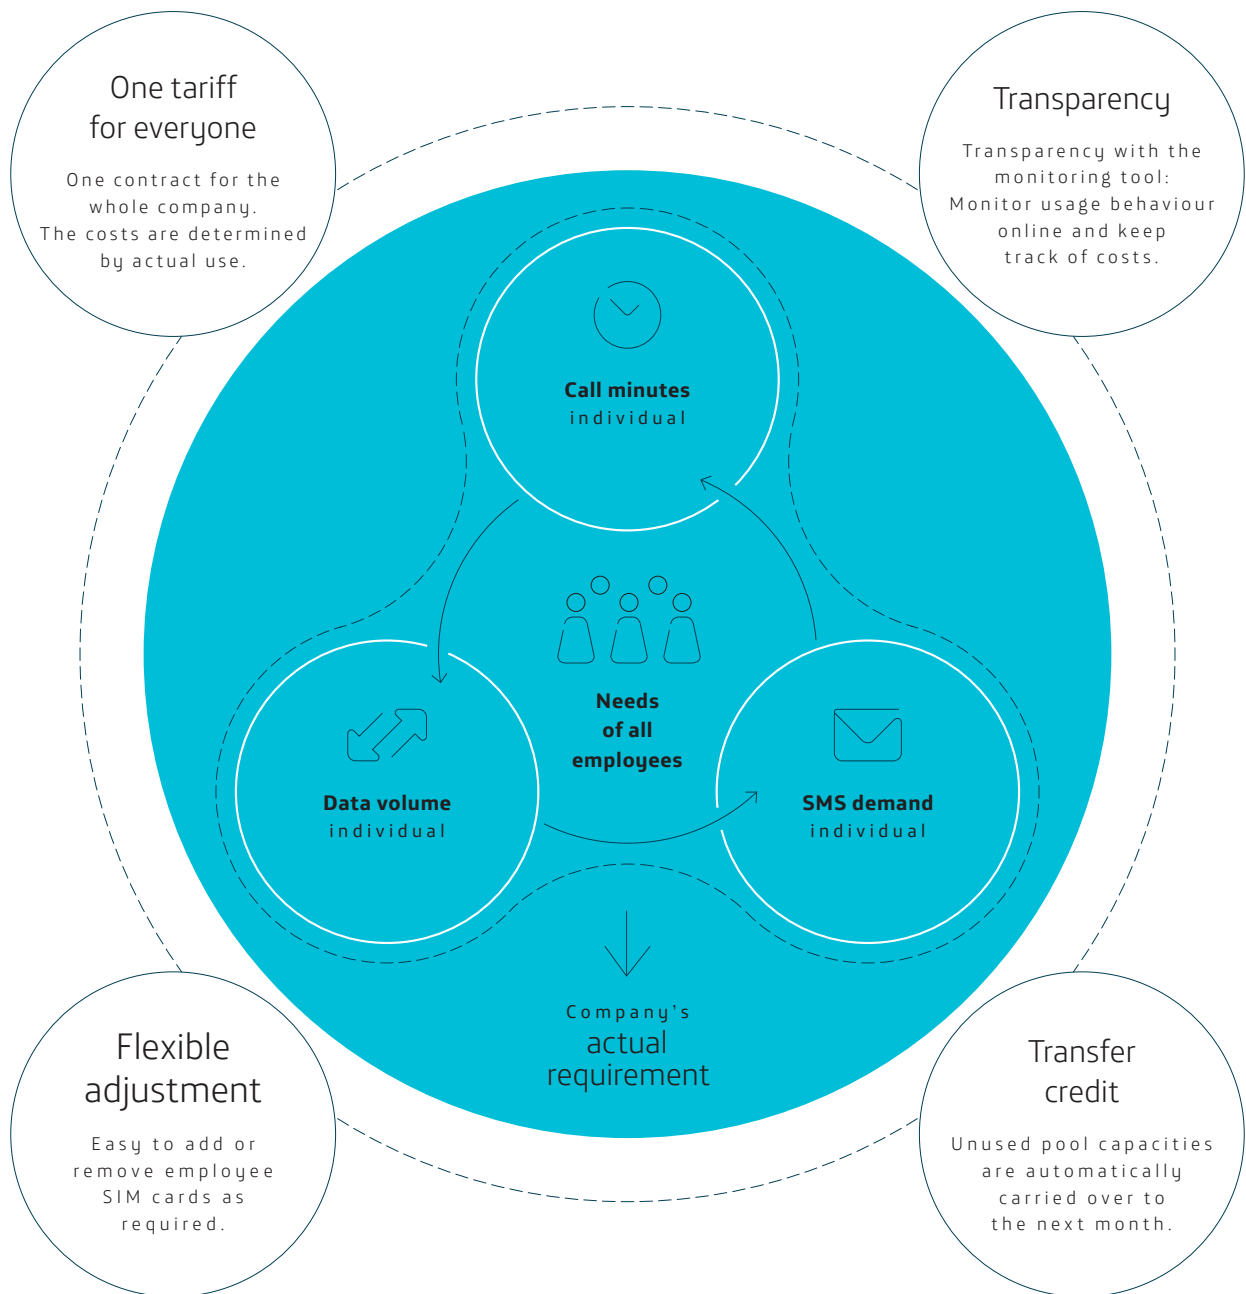 One tariff
for everyone
One contract for the
whole company.
The costs are determined
by actual use.
Transparency
Transparency with the
monitoring tool:
Monitor usage behaviour
online and keep
track of costs.
Call minutes
individual
Needs
of all
employees
Data volume
individual
SMS demand
individual
Company’s
actual
requirement
Flexible
adjustment
Easy to add or
remove employee
SIM cards as
required.
Transfer
credit
Unused pool capacities
are automatically
carried over to
the next month.